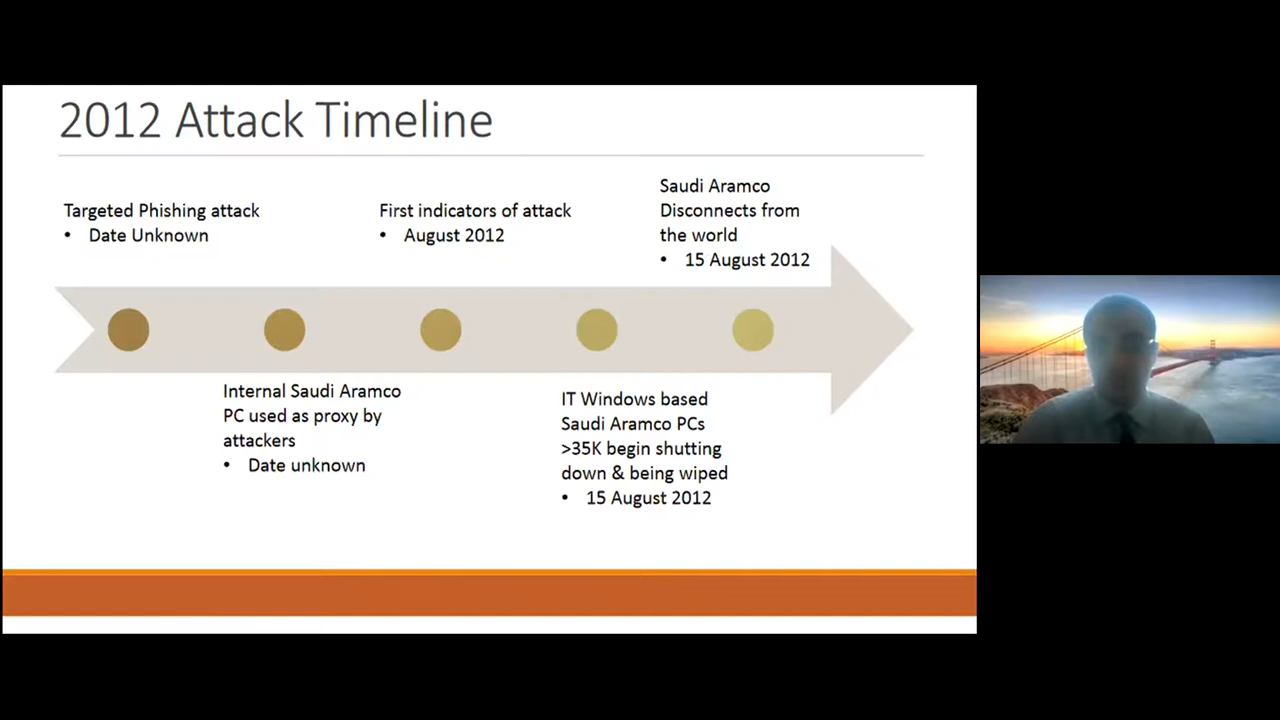 2012 Attack Timeline
Targeted Phishing attack
• Date Unknown
Internal Saudi Aramco
PC used as proxy by
attackers
• Date unknown
First indicators of attack
• August 2012
IT Windows based
Saudi Aramco PCs
>35K begin shutting
down & being wiped
• 15 August 2012
Saudi Aramco
Disconnects from
the world
• 15 August 2012